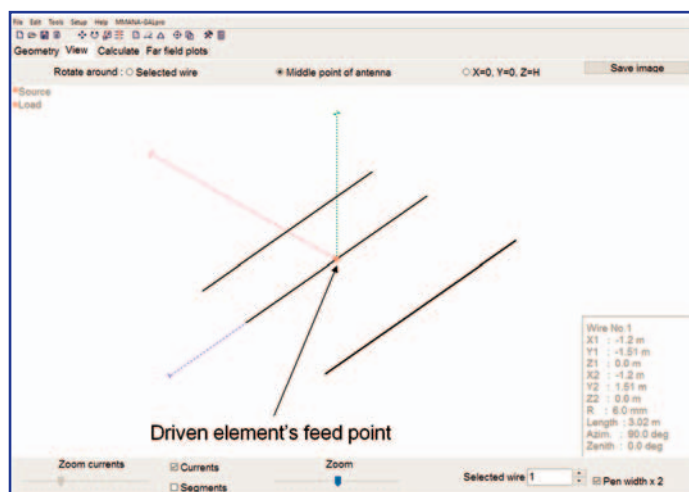 File Edit Tools Setup Help MMANA-GALpro
Geometry View Calculate Far field plots
Rotate around : Selected wire Middle point of antenna X=0, Y=0, Z=H Save image
Source
Load
Wire No.1
X1 : -1.2 m
Y1 : -1.51 m
Z1 : 0.0 m
X2 : -1.2 m
Y2 : 1.51 m
Z2 : 0.0 m
R : 6.0 mm
Length : 3.02 m
Azim. : 90.0 deg
Zenith : 0.0 deg
Driven element's feed point
Zoom currents Currents Zoom Selected wire 1 Pen width x 2
Segments